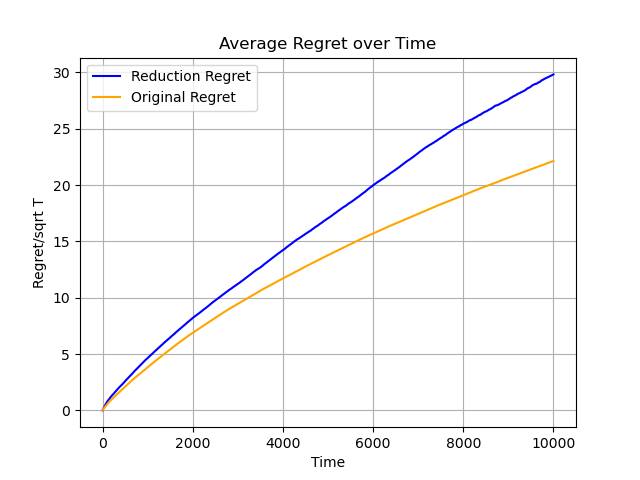 Average Regret over Time
Reduction Regret
Original Regret
Regret/sqrt T
30
25
20
15
10
5
0
0 2000 4000 6000 8000 10000
Time